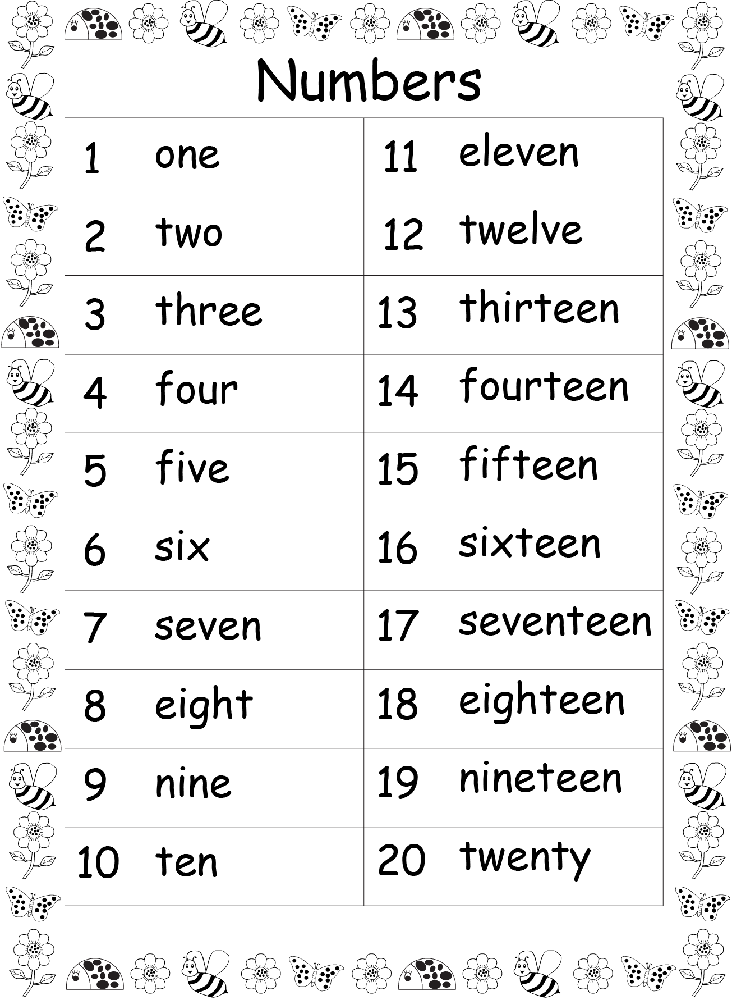 Numbers
1 one 11 eleven
2 two 12 twelve
3 three 13 thirteen
4 four 14 fourteen
5 five 15 fifteen
6 six 16 sixteen
7 seven 17 seventeen
8 eight 18 eighteen
9 nine 19 nineteen
10 ten 20 twenty